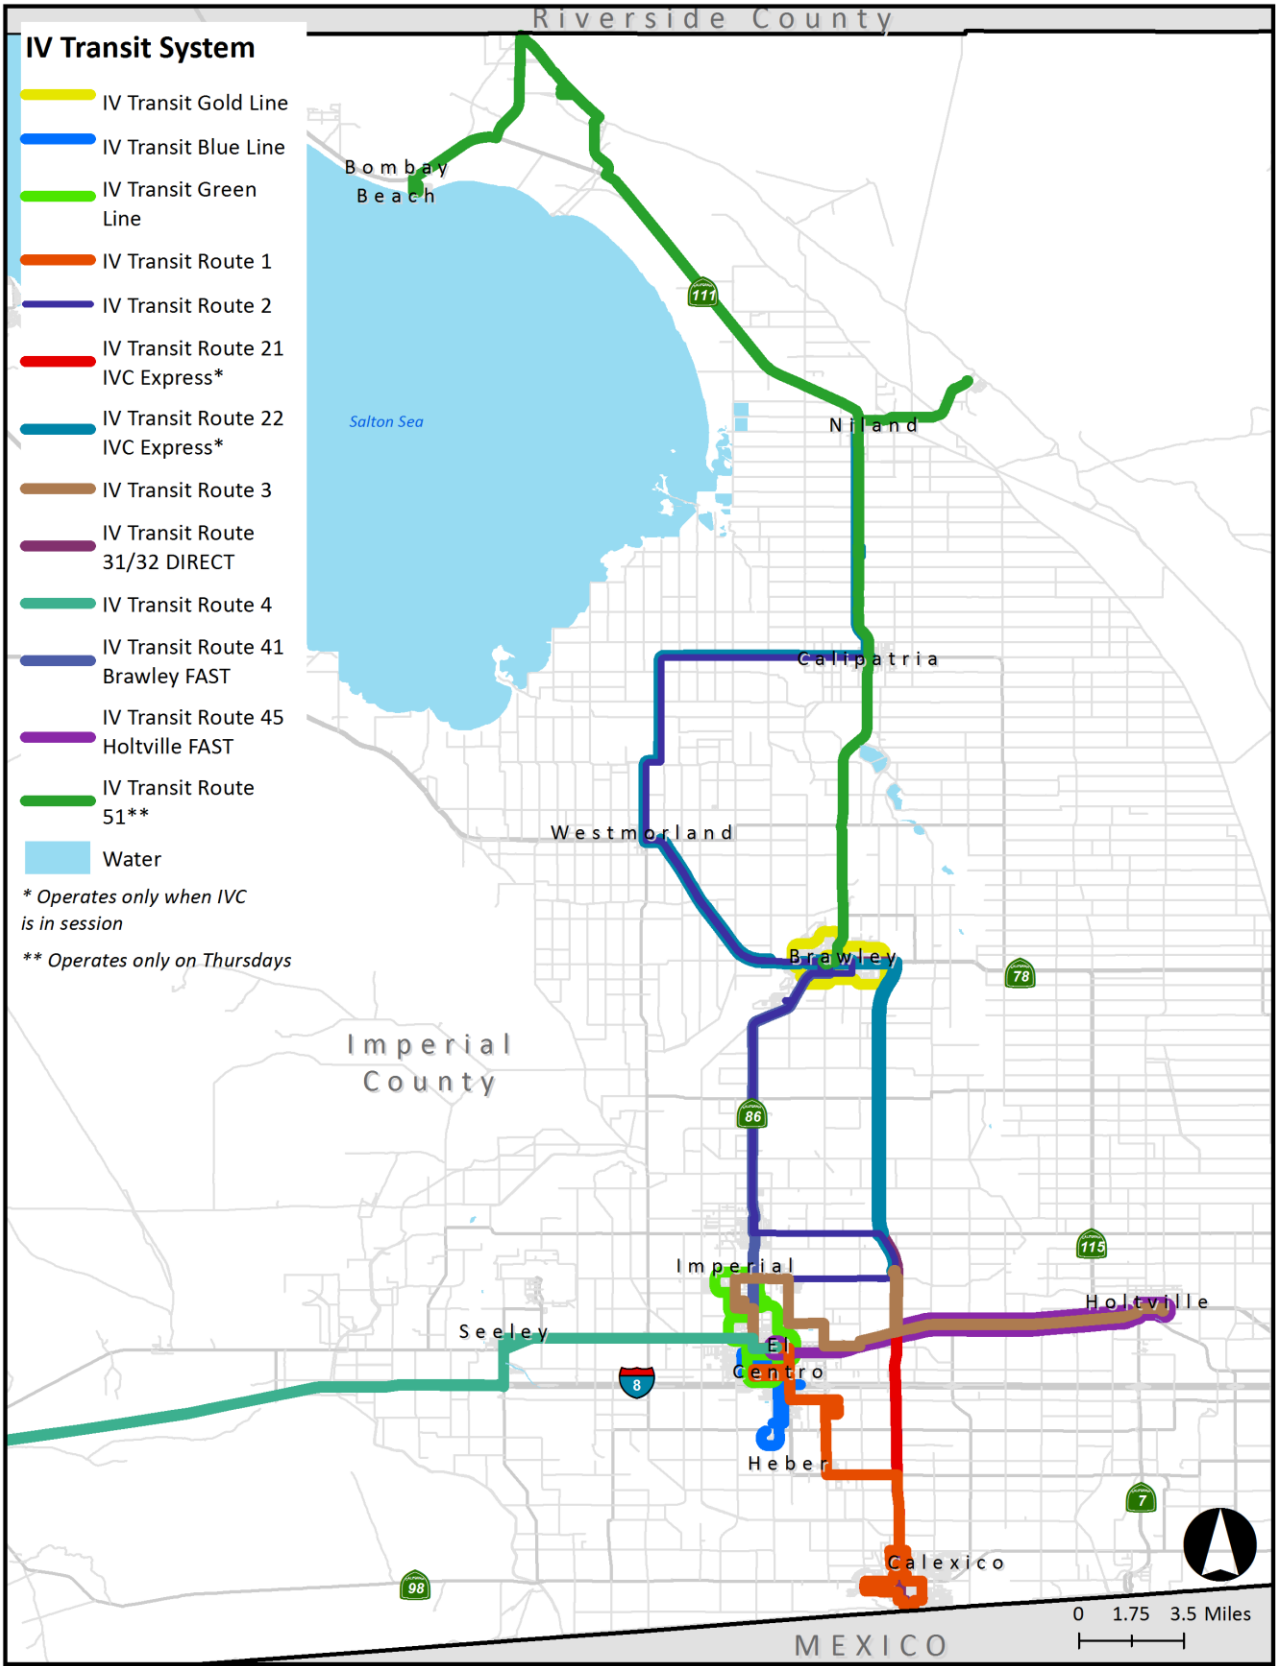 Riverside County
IV Transit System
IV Transit Gold Line
IV Transit Blue Line
IV Transit Green
Line
IV Transit Route 1
IV Transit Route 2
IV Transit Route 21
IVC Express*
IV Transit Route 22
IVC Express*
IV Transit Route 3
IV Transit Route
31/32 DIRECT
IV Transit Route 4
IV Transit Route 41
Brawley FAST
IV Transit Route 45
Holtville FAST
IV Transit Route
51**
Water
* Operates only when IVC
is in session
** Operates only on Thursdays
Bombay
Beach
111
Salton Sea
Niland
Calipatria
Westmorland
Brawley
78
Imperial
County
86
115
Imperial
Holtville
Seeley
El
Centro
8
Heber
7
Calexico
98
0 1.75 3.5 Miles
MEXICO